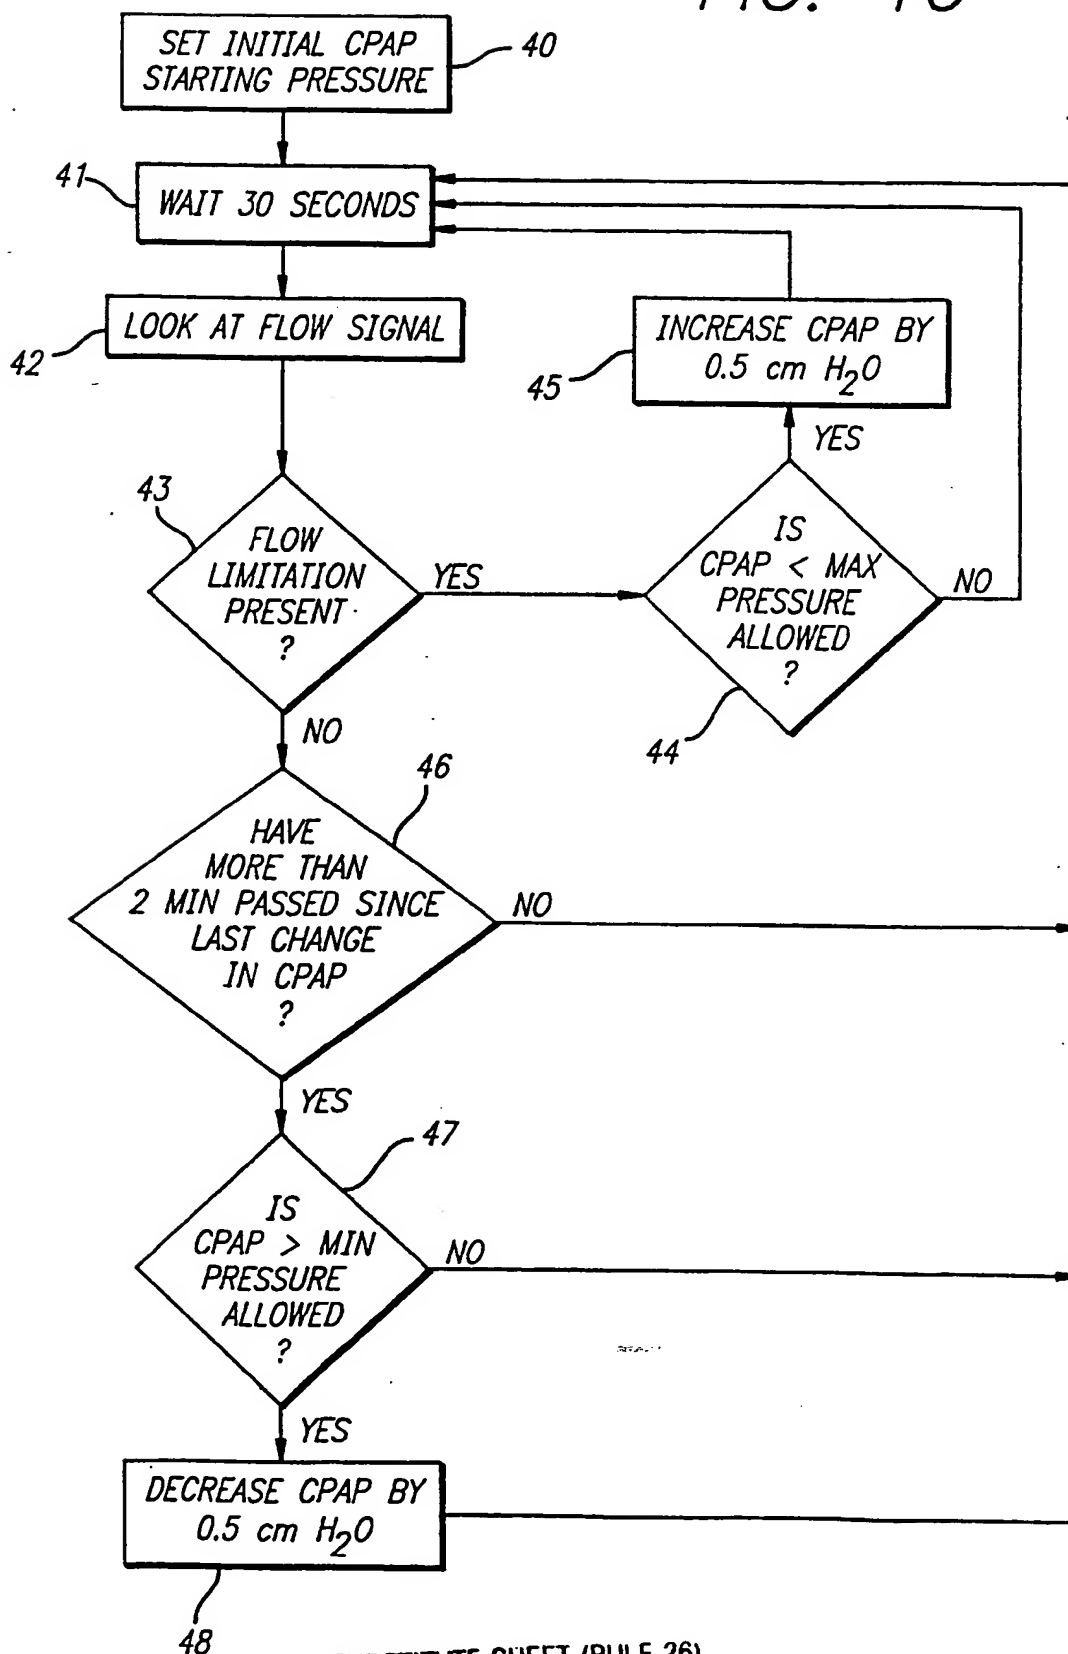 SET INITIAL CPAP
STARTING PRESSURE
40
41
WAIT 30 SECONDS
LOOK AT FLOW SIGNAL
42
INCREASE CPAP BY
0.5 cm H2O
45
YES
43
FLOW
LIMITATION
PRESENT
?
YES
IS
CPAP < MAX
PRESSURE
ALLOWED
?
NO
44
NO
46
HAVE
MORE THAN
2 MIN PASSED SINCE
LAST CHANGE
IN CPAP
?
NO
YES
47
IS
CPAP > MIN
PRESSURE
ALLOWED
?
NO
YES
DECREASE CPAP BY
0.5 cm H2O
48
SHEET (RULE 26)